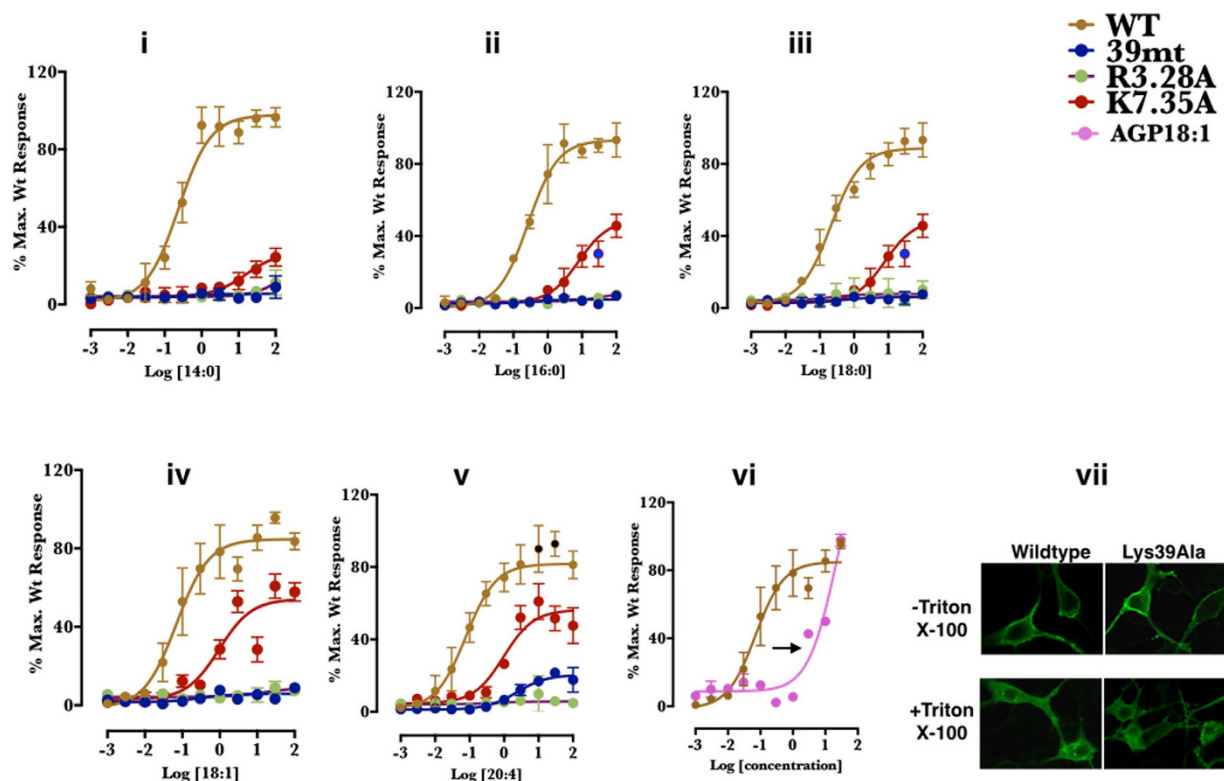 i
ii
iii
WT
39mt
R3.28A
K7.35A
AGP18:1
% Max. Wt Response
120
80
40
0
-3 -2 -1 0 1 2
Log [14:0]
% Max. Wt Response
120
80
40
0
-3 -2 -1 0 1 2
Log [16:0]
% Max. Wt Response
120
80
40
0
-3 -2 -1 0 1 2
Log [18:0]
iv
v
vi
vii
% Max. Wt Response
120
80
40
0
-3 -2 -1 0 1 2
Log [18:1]
% Max. Wt Response
120
80
40
0
-3 -2 -1 0 1 2
Log [20:4]
% Max. Wt Response
120
80
40
0
-3 -2 -1 0 1 2
Log [concentration]
Wildtype Lys39Ala
-Triton
X-100
+Triton
X-100